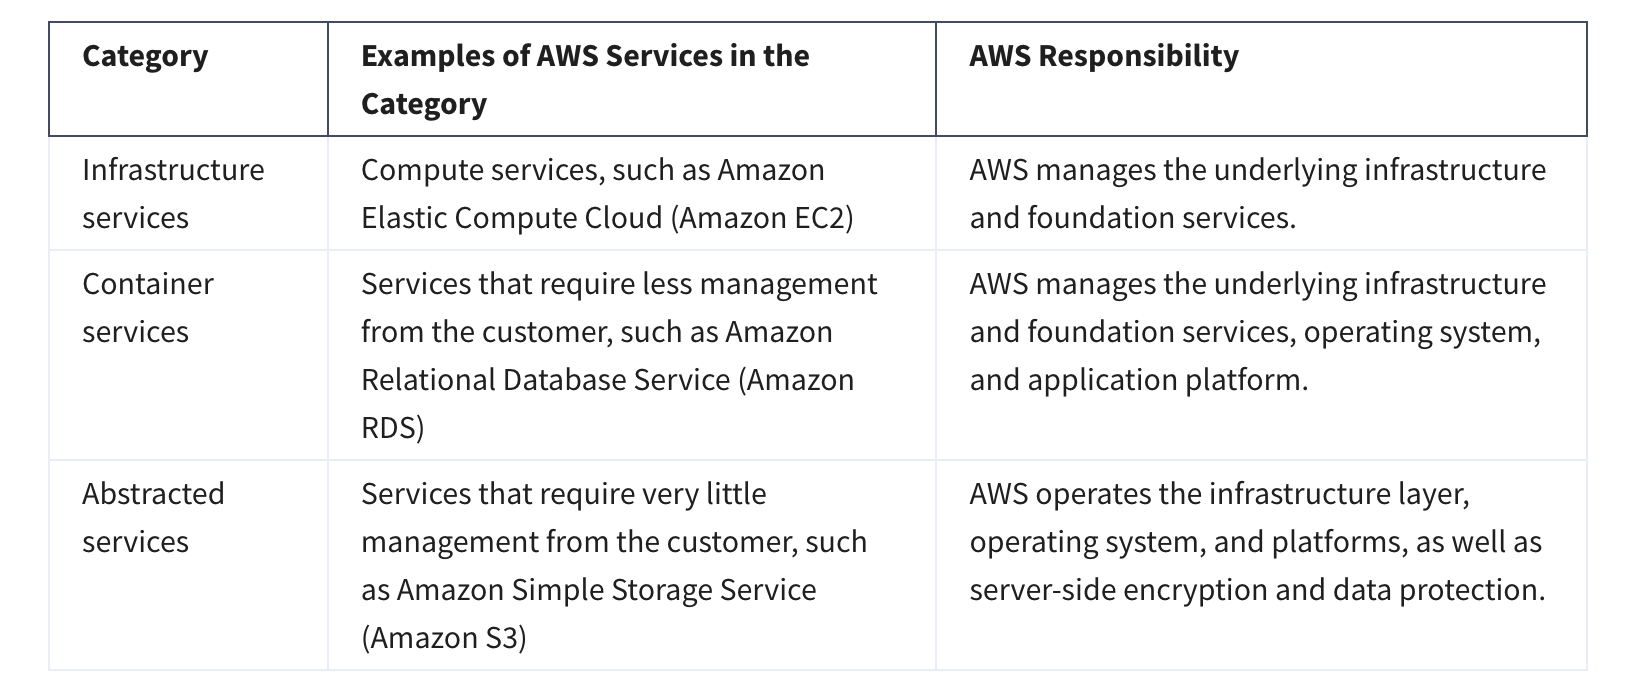 Category
Examples of AWS Services in the
Category
AWS Responsibility
Infrastructure
services
Compute services, such as Amazon
Elastic Compute Cloud (Amazon EC2)
AWS manages the underlying infrastructure
and foundation services.
Container
services
Services that require less management
from the customer, such as Amazon
Relational Database Service (Amazon
RDS)
AWS manages the underlying infrastructure
and foundation services, operating system,
and application platform.
Abstracted
services
Services that require very little
management from the customer, such
as Amazon Simple Storage Service
(Amazon S3)
AWS operates the infrastructure layer,
operating system, and platforms, as well as
server-side encryption and data protection.